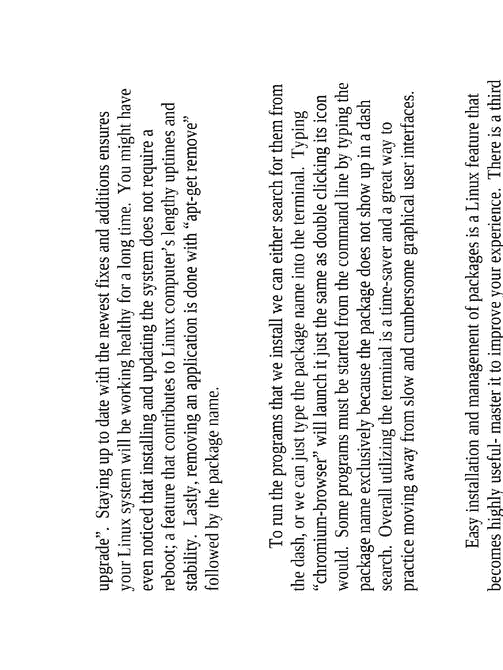 upgrade”.  Staying up to date with the newest fixes and additions ensures
your Linux system will be working healthy for a long time.  You might have
even noticed that installing and updating the system does not require a
reboot; a feature that contributes to Linux computer’s lengthy uptimes and
stability.  Lastly, removing an application is done with “apt-get remove”
followed by the package name.
To run the programs that we install we can either search for them from
the dash, or we can just type the package name into the terminal.  Typing
“chromium-browser” will launch it just the same as double clicking its icon
would.  Some programs must be started from the command line by typing the
package name exclusively because the package does not show up in a dash
search.  Overall utilizing the terminal is a time-saver and a great way to
practice moving away from slow and cumbersome graphical user interfaces.
Easy installation and management of packages is a Linux feature that
becomes highly useful- master it to improve your experience.  There is a third